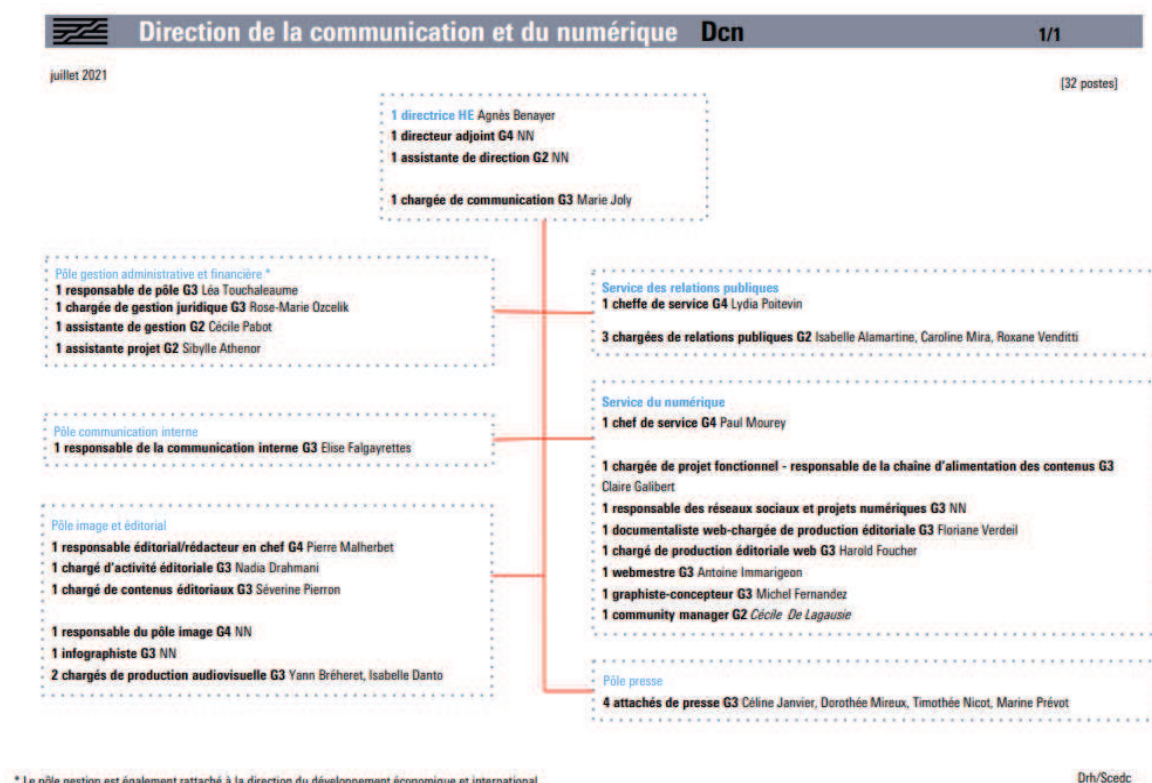 Direction de la communication et du numérique Dcn 1/1
juillet 2021
[32 postes]
1 directrice HE Agnès Benayer
1 directeur adjoint G4 NN
1 assistante de direction G2 NN
1 chargée de communication G3 Marie Joly
Pôle gestion administrative et financière *
1 responsable de pôle G3 Léa Touchaleaume
1 chargée de gestion juridique G3 Rose-Marie Ozcelik
1 assistante de gestion G2 Cécile Pabot
1 assistante projet G2 Sibylle Athenor
Service des relations publiques
1 cheffe de service G4 Lydia Poitevin
3 chargées de relations publiques G2 Isabelle Alamartine, Caroline Mira, Roxane Venditti
Pôle communication interne
1 responsable de la communication interne G3 Elise Falgayrettes
Service du numérique
1 chef de service G4 Paul Mourey
1 chargée de projet fonctionnel - responsable de la chaîne d'alimentation des contenus G3
Claire Galibert
1 responsable des réseaux sociaux et projets numériques G3 NN
1 documentaliste web-chargée de production éditoriale G3 Floriane Verdeil
1 chargé de production éditoriale web G3 Harold Foucher
1 webmestre G3 Antoine Immarigeon
1 graphiste-concepteur G3 Michel Fernandez
1 community manager G2 Cécile De Lagausie
Pôle image et éditorial
1 responsable éditorial/rédacteur en chef G4 Pierre Malherbet
1 chargé d'activité éditoriale G3 Nadia Drahmani
1 chargé de contenus éditoriaux G3 Séverine Pierron
1 responsable du pôle image G4 NN
1 infographiste G3 NN
2 chargés de production audiovisuelle G3 Yann Bréheret, Isabelle Danto
Pôle presse
4 attachés de presse G3 Céline Janvier, Dorothée Mireux, Timothée Nicot, Marine Prévot
* Le pôle gestion est également rattaché à la direction du développement économique et international
Drh/Scedc